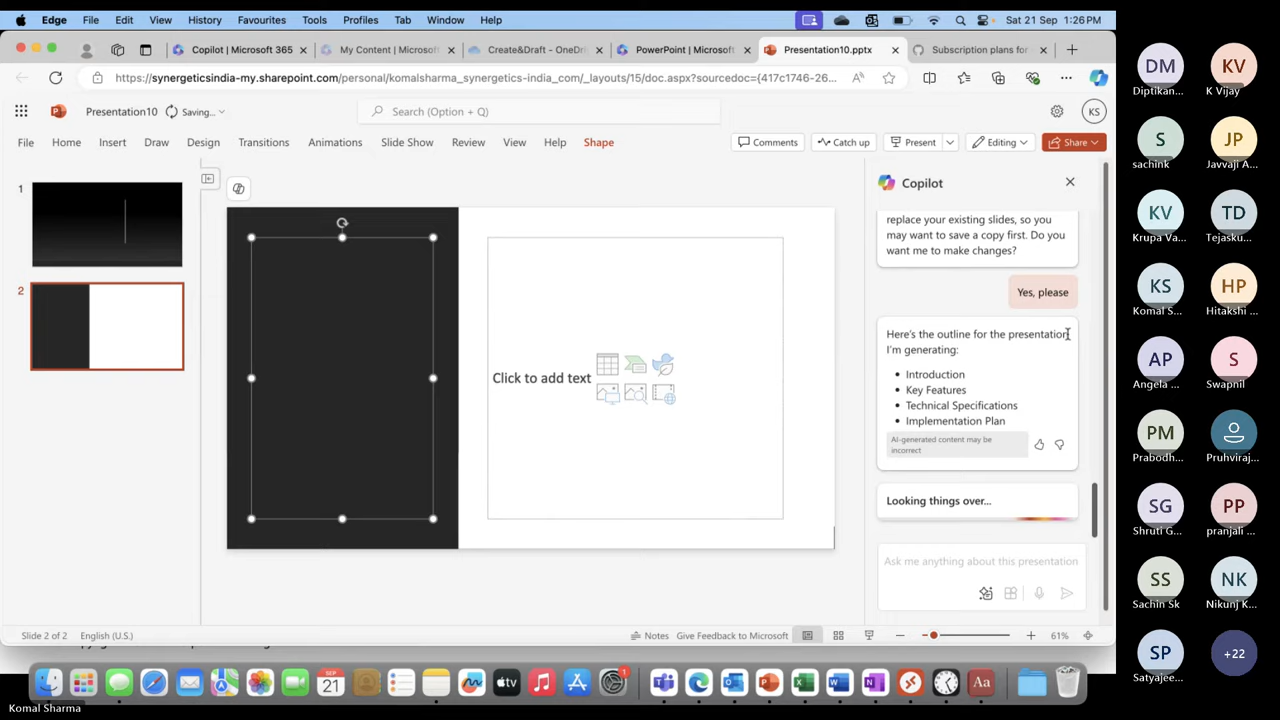 Edge File Edit View History Favourites Tools Profiles Tab Window Help Sat 21 Sep 1:26 PM
Copilot | Microsoft 365
My Content | Microsof
Create&Draft - OneDri
PowerPoint | Microsoft
Presentation10.pptx
Subscription plans for
https://synergeticsindia-my.sharepoint.com/personal/komalsharma_synergetics-india_com/_layouts/15/doc.aspx?sourcedoc={417c1746-26...
Presentation10 Saving...
Search (Option + Q)
KS
File Home Insert Draw Design Transitions Animations Slide Show Review View Help Shape
Comments Catch up Present Editing Share
1
2
Click to add text
Copilot
replace your existing slides, so you
may want to save a copy first. Do you
want me to make changes?
Yes, please
Here's the outline for the presentation
I'm generating:
• Introduction
• Key Features
• Technical Specifications
• Implementation Plan
AI-generated content may be
incorrect
Looking things over...
Ask me anything about this presentation
Slide 2 of 2 English (U.S.) Notes Give Feedback to Microsoft 61%
SEP
21
tv
1
Aa
Komal Sharma
DM
Diptikan...
KV
K Vijay
S
sachink
JP
Javvaji A...
KV
Krupa Va...
TD
Tejasku...
KS
Komal S...
HP
Hitakshi ...
AP
Angela ...
S
Swapnil
PM
Prabodh...
Pruhviraj...
SG
Shruti G...
PP
pranjali ...
SS
Sachin Sk
NK
Nikunj K...
SP
Satyajee...
+22